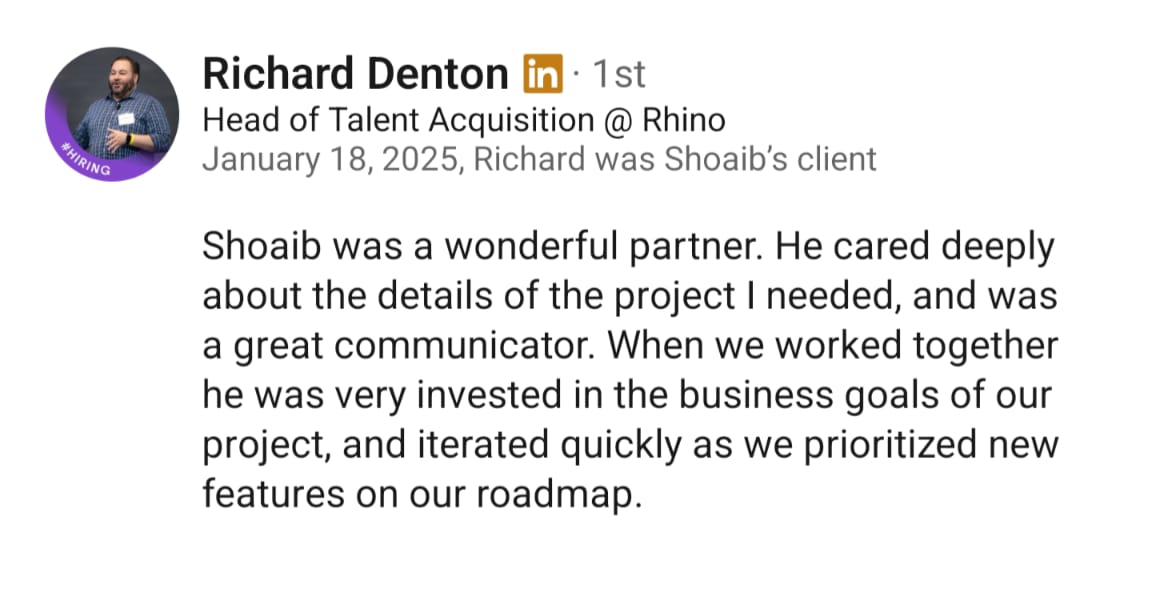 Richard Denton in · 1st
Head of Talent Acquisition @ Rhino
January 18, 2025, Richard was Shoaib’s client
#HIRING
Shoaib was a wonderful partner. He cared deeply
about the details of the project I needed, and was
a great communicator. When we worked together
he was very invested in the business goals of our
project, and iterated quickly as we prioritized new
features on our roadmap.